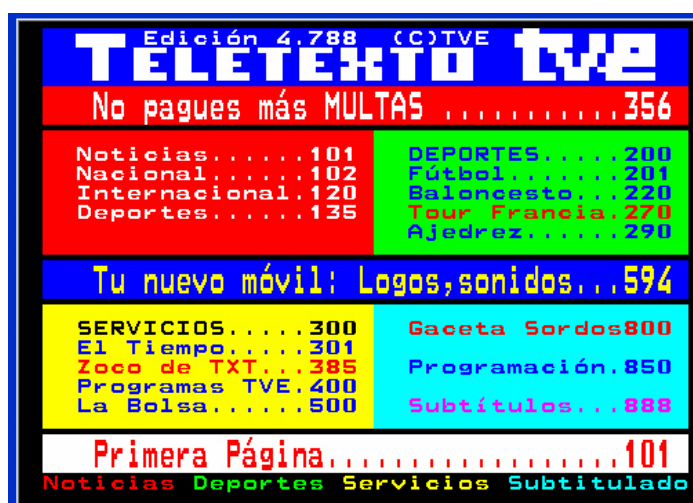 Edición 4.788 (C)TVE
TELETEXTO tve
No pagues más MULTAS ...........356
Noticias......101
Nacional......102
Internacional.120
Deportes......135
DEPORTES.....200
Fútbol.......201
Baloncesto...220
Tour Francia.270
Ajedrez......290
Tu nuevo móvil: Logos,sonidos...594
SERVICIOS.....300
El Tiempo.....301
Zoco de TXT...385
Programas TVE.400
La Bolsa......500
Gaceta Sordos800
Programación.850
Subtítulos...888
Primera Página..................101
Noticias Deportes Servicios Subtitulado